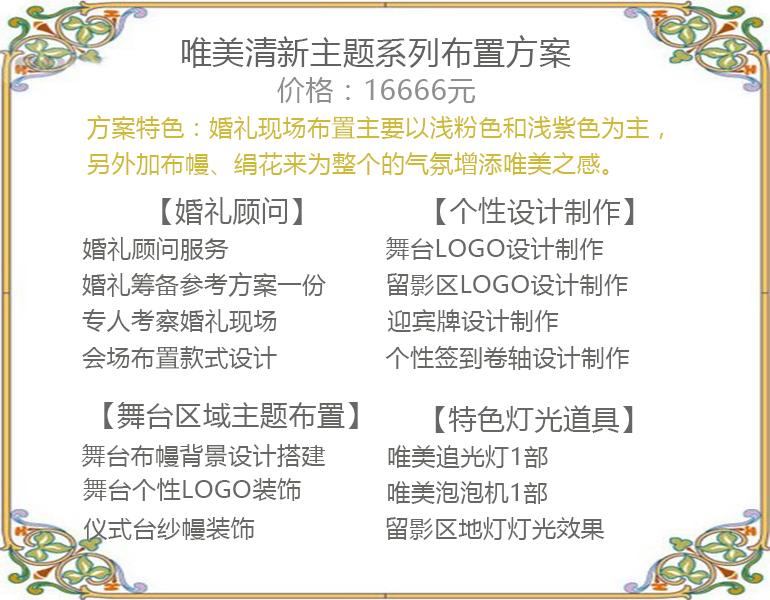 唯美清新主题系列布置方案
价格：16666元
方案特色：婚礼现场布置主要以浅粉色和浅紫色为主，
另外加布幔、绢花来为整个的气氛增添唯美之感。
【婚礼顾问】
婚礼顾问服务
婚礼筹备参考方案一份
专人考察婚礼现场
会场布置款式设计
【个性设计制作】
舞台LOGO设计制作
留影区LOGO设计制作
迎宾牌设计制作
个性签到卷轴设计制作
【舞台区域主题布置】
舞台布幔背景设计搭建
舞台个性LOGO装饰
仪式台纱幔装饰
【特色灯光道具】
唯美追光灯1部
唯美泡泡机1部
留影区地灯灯光效果